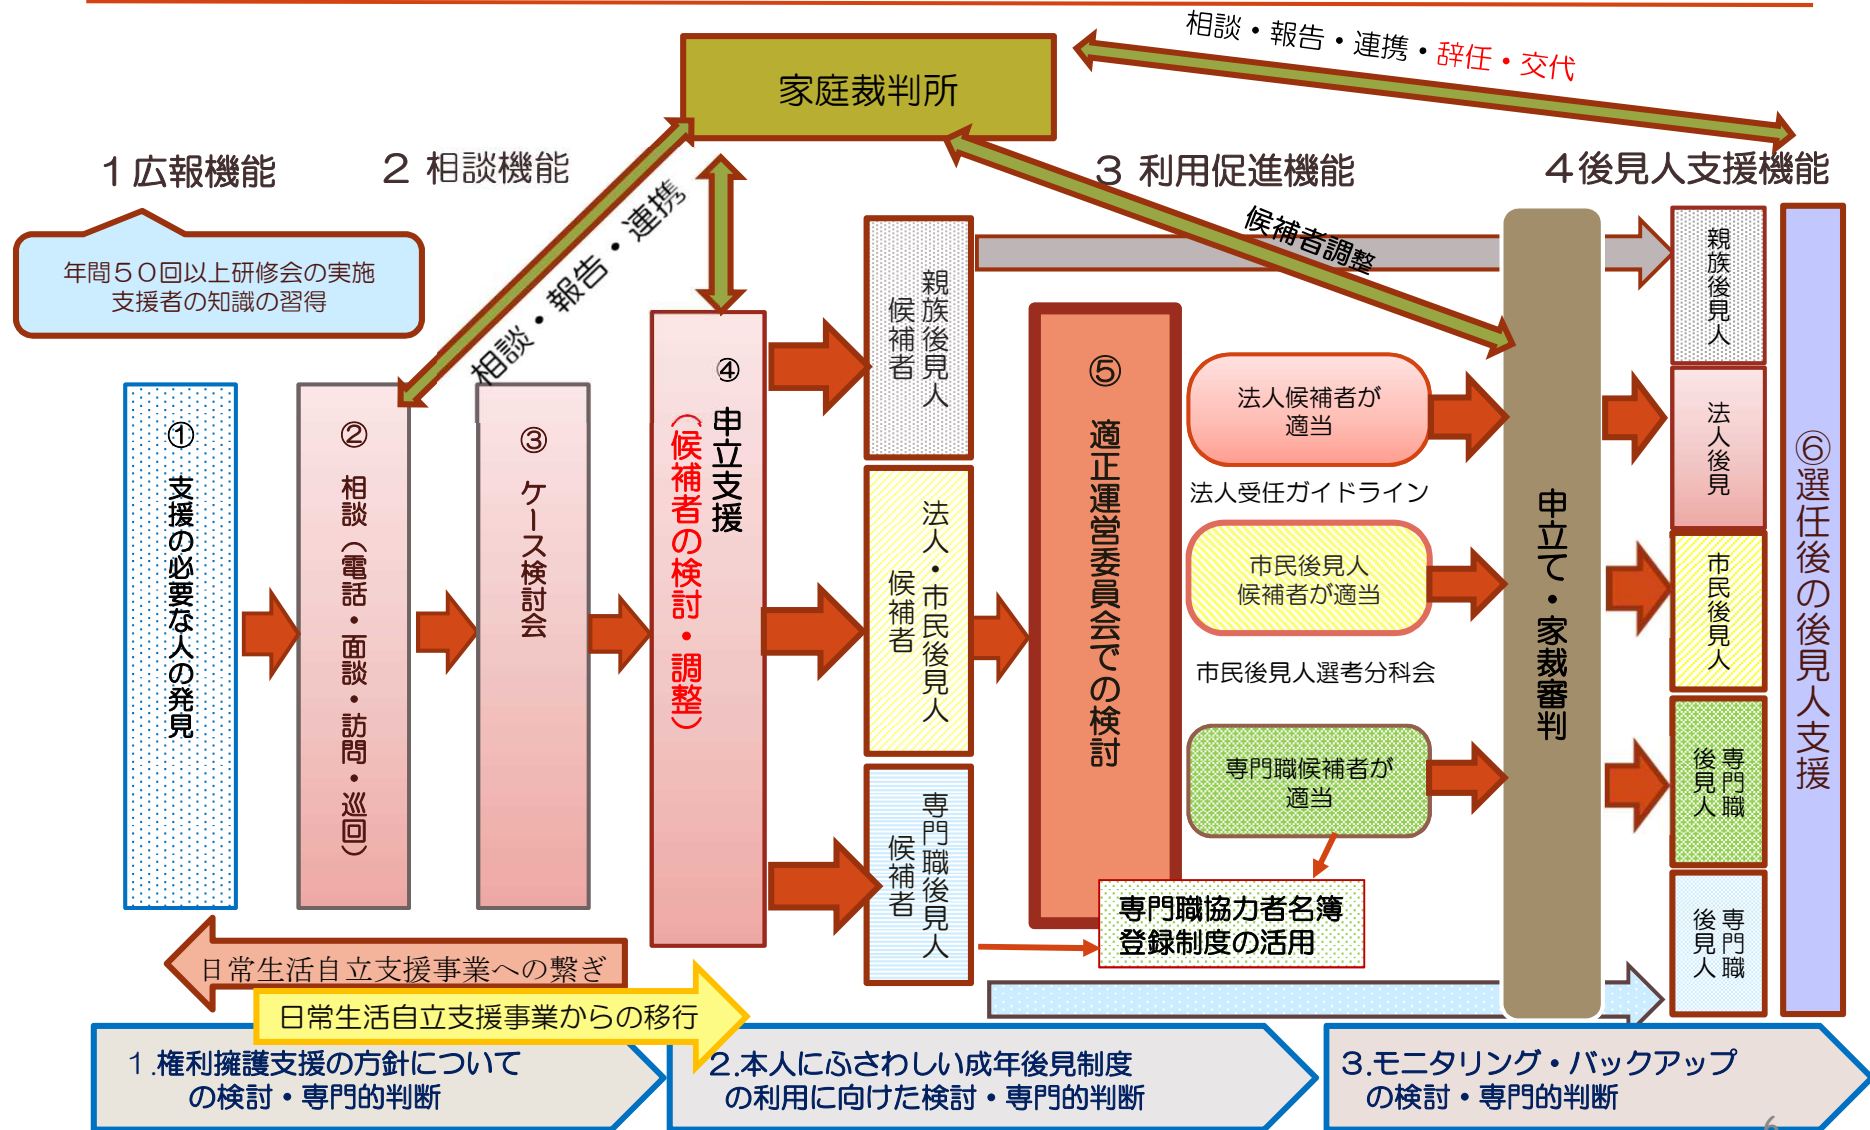 相談・報告・連携・辞任・交代
家庭裁判所
１広報機能
２ 相談機能
３ 利用促進機能
４後見人支援機能
年間５０回以上研修会の実施
支援者の知識の習得
相談・報告・連携
候補者調整
① 支援の必要な人の発見
② 相談（電話・面談・訪問・巡回）
③ ケース検討会
④ 申立支援
（候補者の検討・調整）
親族後見人
候補者
法人・市民後見人
候補者
専門職後見人
候補者
⑤ 適正運営委員会での検討
法人候補者が
適当
法人受任ガイドライン
市民後見人
候補者が適当
市民後見人選考分科会
専門職候補者が
適当
専門職協力者名簿
登録制度の活用
申立て・家裁審判
親族後見人
法人後見
市民後見人
専門職
後見人
専門職
後見人
⑥選任後の後見人支援
日常生活自立支援事業への繋ぎ
日常生活自立支援事業からの移行
１.権利擁護支援の方針について
の検討・専門的判断
２.本人にふさわしい成年後見制度
の利用に向けた検討・専門的判断
３.モニタリング・バックアップ
の検討・専門的判断
6